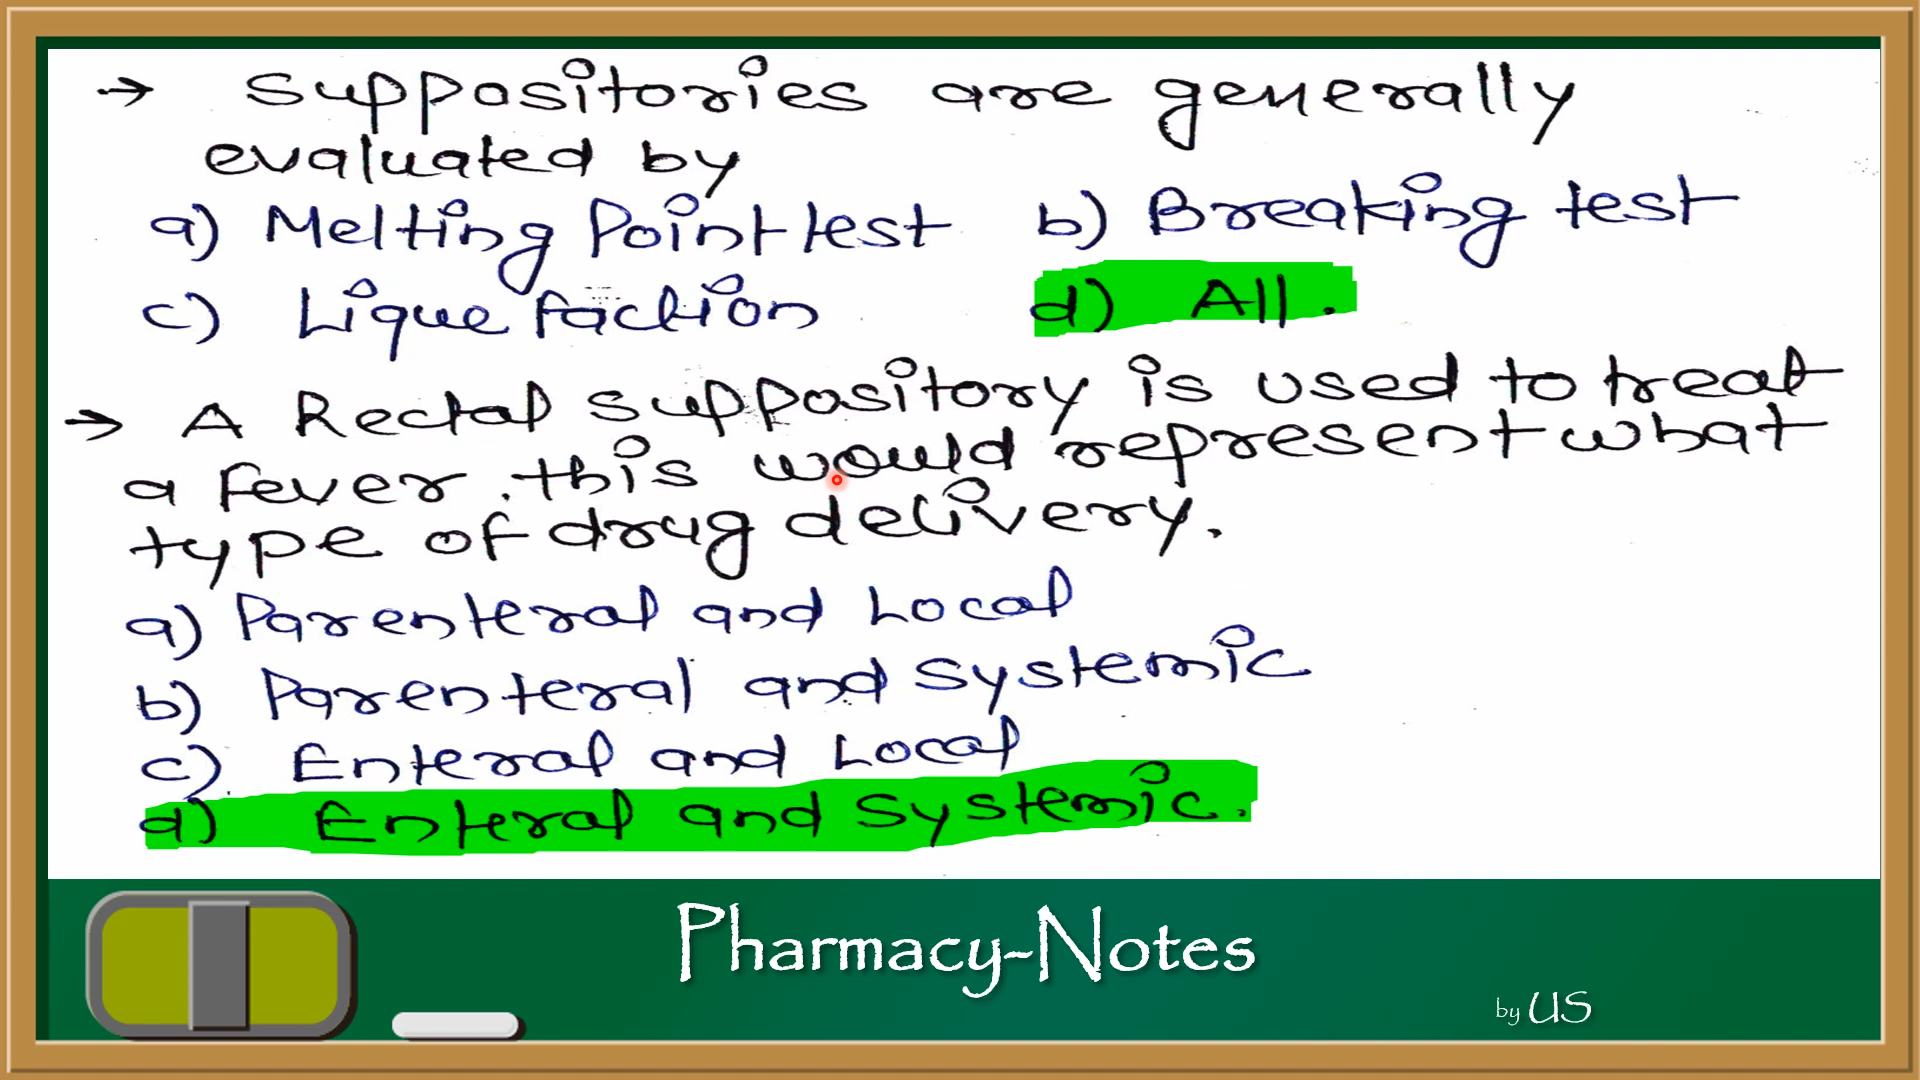 → Suppositories are generally
evaluated by
a) Melting Point test b) Breaking test
c) Liquefaction d) All.
→ A Rectal suppository is used to treat
a fever. this would represent what
type of drug delivery.
a) Parenteral and Local
b) Parenteral and Systemic
c) Enteral and Local
d) Enteral and Systemic.
Pharmacy-Notes
by US